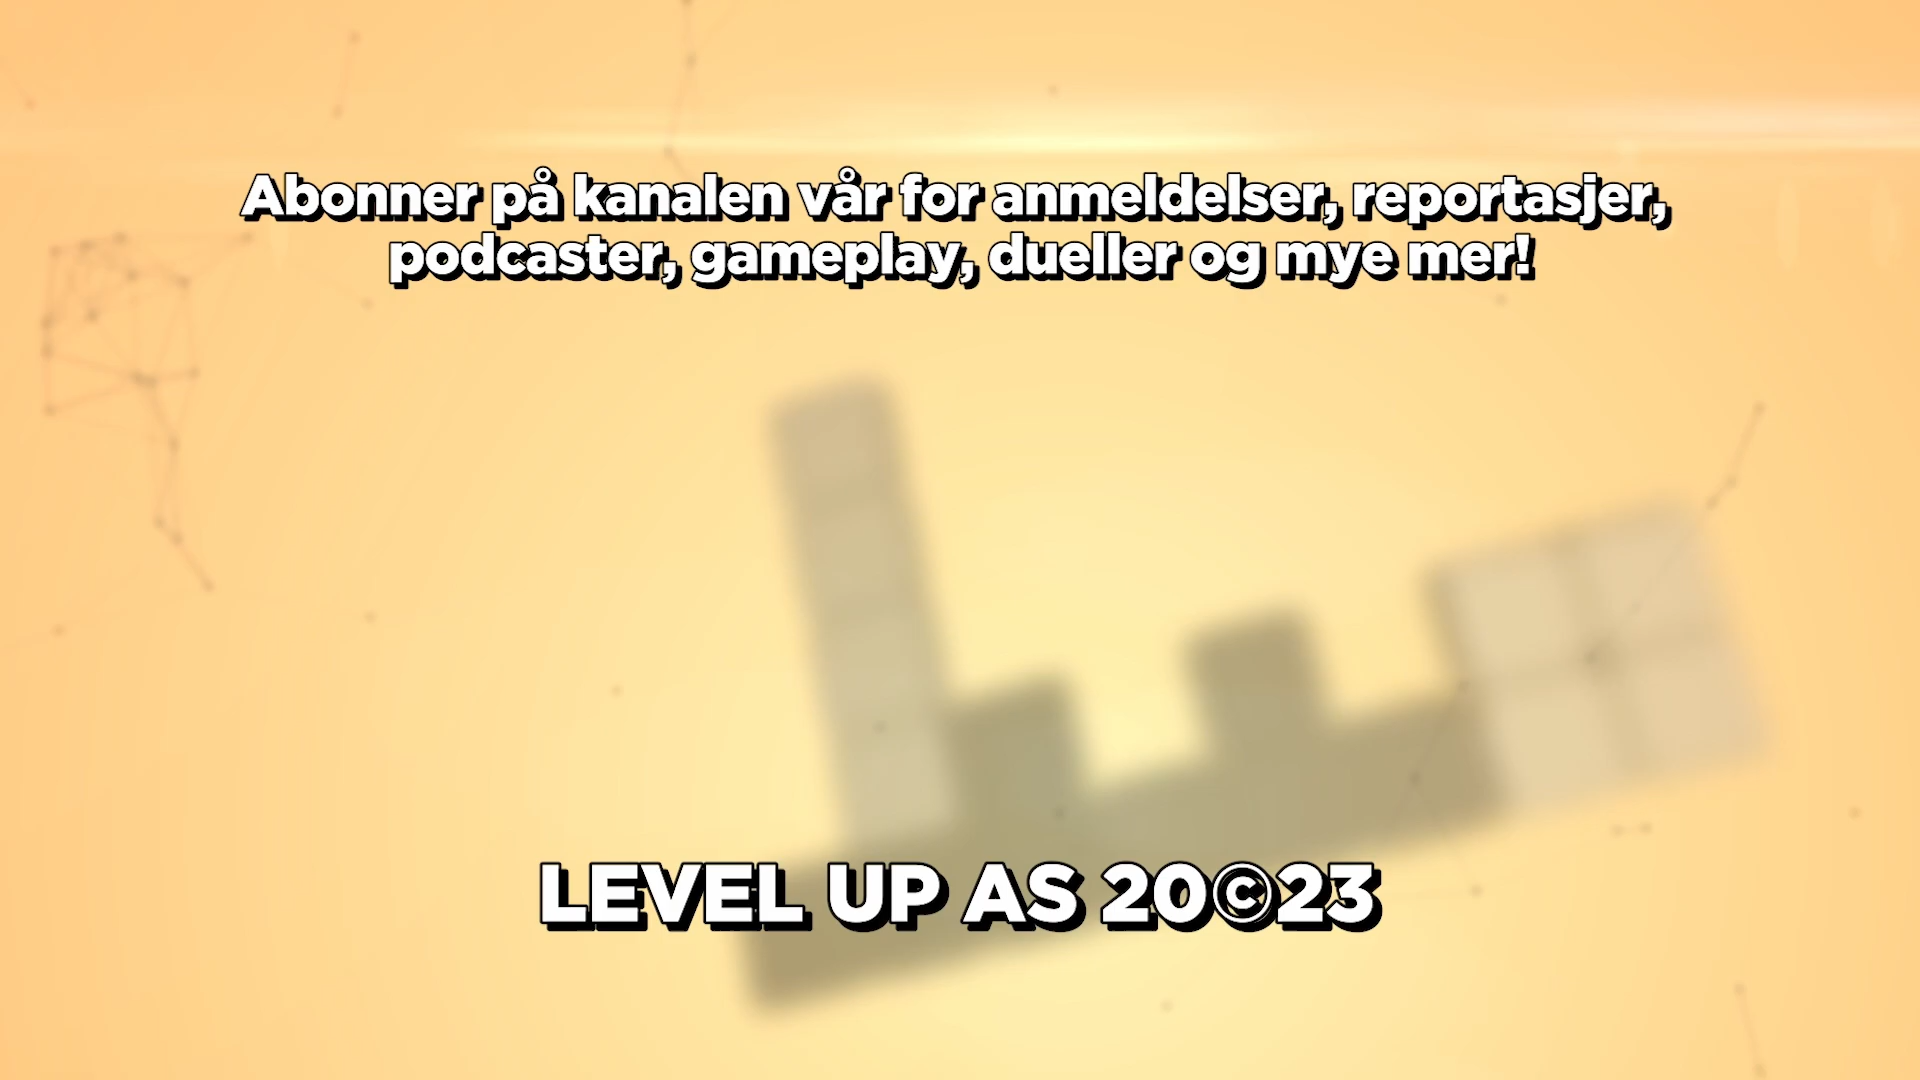 Abonner på kanalen vår for anmeldelser, reportasjer,
podcaster, gameplay, dueller og mye mer!
LEVEL UP AS 20©23